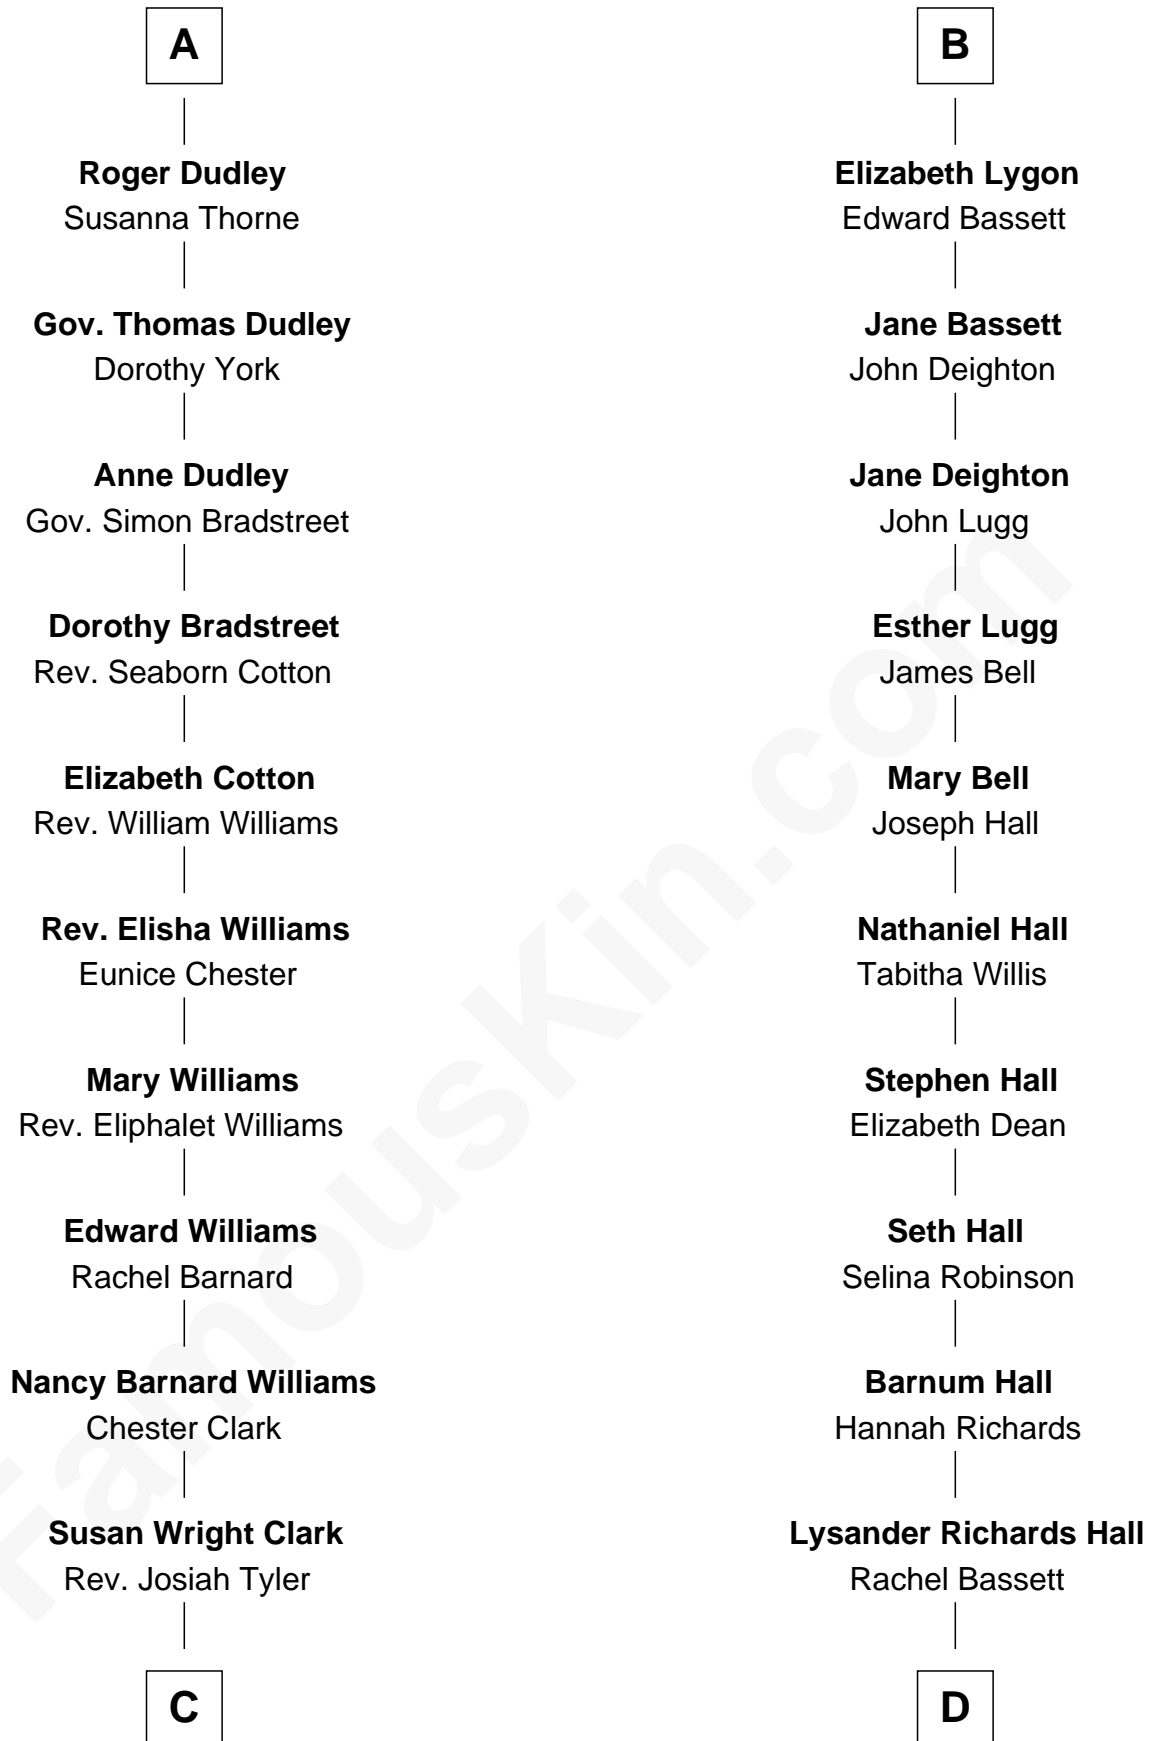 A
Roger Dudley
Susanna Thorne
Gov. Thomas Dudley
Dorothy York
Anne Dudley
Gov. Simon Bradstreet
Dorothy Bradstreet
Rev. Seaborn Cotton
Elizabeth Cotton
Rev. William Williams
Rev. Elisha Williams
Eunice Chester
Mary Williams
Rev. Eliphalet Williams
Edward Williams
Rachel Barnard
Nancy Barnard Williams
Chester Clark
Susan Wright Clark
Rev. Josiah Tyler
C
B
Elizabeth Lygon
Edward Bassett
Jane Bassett
John Deighton
Jane Deighton
John Lugg
Esther Lugg
James Bell
Mary Bell
Joseph Hall
Nathaniel Hall
Tabitha Willis
Stephen Hall
Elizabeth Dean
Seth Hall
Selina Robinson
Barnum Hall
Hannah Richards
Lysander Richards Hall
Rachel Bassett
D
FamousKin.com